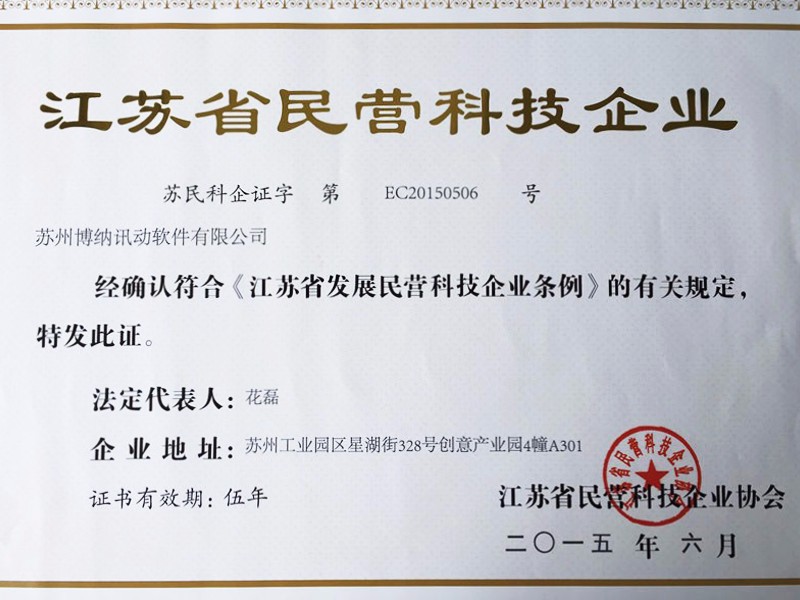 江苏省民营科技企业
苏民科企证字 第 EC20150506 号
苏州博纳讯动软件有限公司
经确认符合《江苏省发展民营科技企业条例》的有关规定，
特发此证。
法定代表人：花磊
企业地址：苏州工业园区星湖街328号创意产业园4幢A301
证书有效期：伍年
江苏省民营科技企业协会
二〇一五 年 六 月